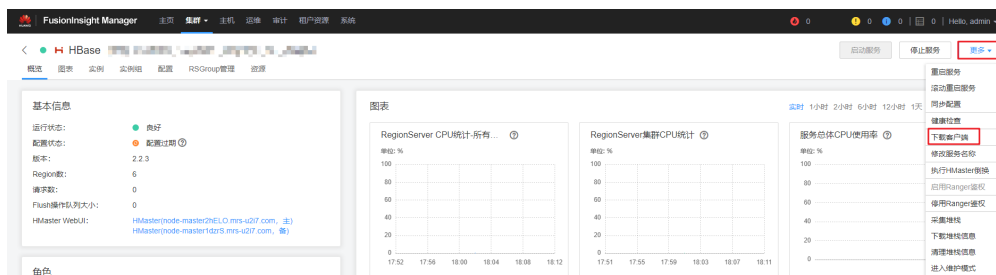 HUAWEI
FusionInsight Manager 主页 集群 主机 运维 审计 租户资源 系统 0 0 0 0 Hello, admin
HBase 启动服务 停止服务 更多
概览 图表 实例 实例组 配置 RSGroup管理 资源
重启服务
滚动重启服务
同步配置
健康检查
下载客户端
修改服务名称
执行HMaster倒换
启用Ranger鉴权
停用Ranger鉴权
采集堆栈
下载堆栈信息
清理堆栈信息
进入维护模式
基本信息
运行状态： 良好
配置状态： 配置过期
版本： 2.2.3
Region数： 6
请求数： 0
Flush操作队列大小： 0
HMaster WebUI： HMaster(node-master2hELO.mrs-u2i7.com，主)
HMaster(node-master1dzrS.mrs-u2i7.com，备)
角色
图表 实时 1小时 2小时 6小时 12小时 1天
RegionServer CPU统计-所有...
单位: %
100
80
60
40
20
0
17:52 17:56 18:00 18:04 18:08 18:12
RegionServer集群CPU统计
单位: %
100
80
60
40
20
0
17:51 17:55 17:59 18:03 18:07 18:11
服务总体CPU使用率
单位: %
100
80
60
40
20
0